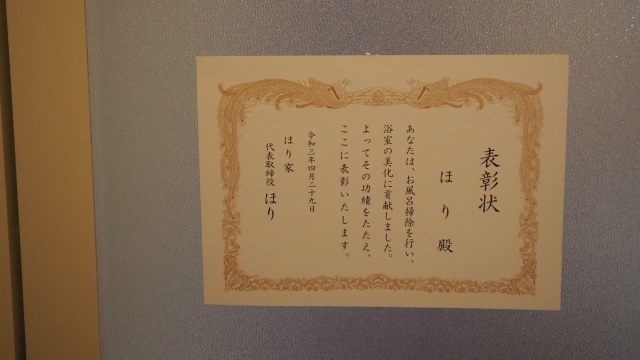 表彰状
ほり殿
あなたは、お風呂掃除を行い、
浴室の美化に貢献しました。
よってその功績をたたえ、
ここに表彰いたします。
令和三年四月二十九日
ほり家
代表取締役 ほり